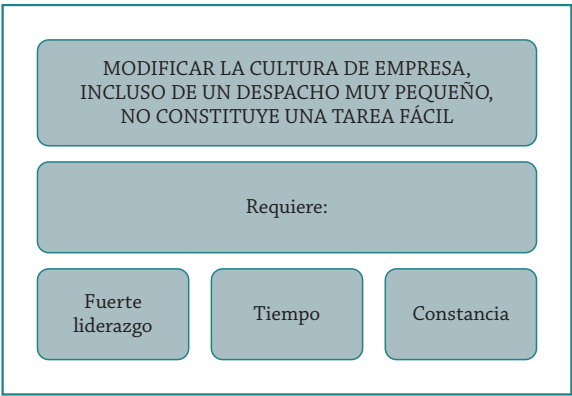 MODIFICAR LA CULTURA DE EMPRESA,
INCLUSO DE UN DESPACHO MUY PEQUEÑO,
NO CONSTITUYE UNA TAREA FÁCIL
Requiere:
Fuerte
liderazgo
Tiempo
Constancia